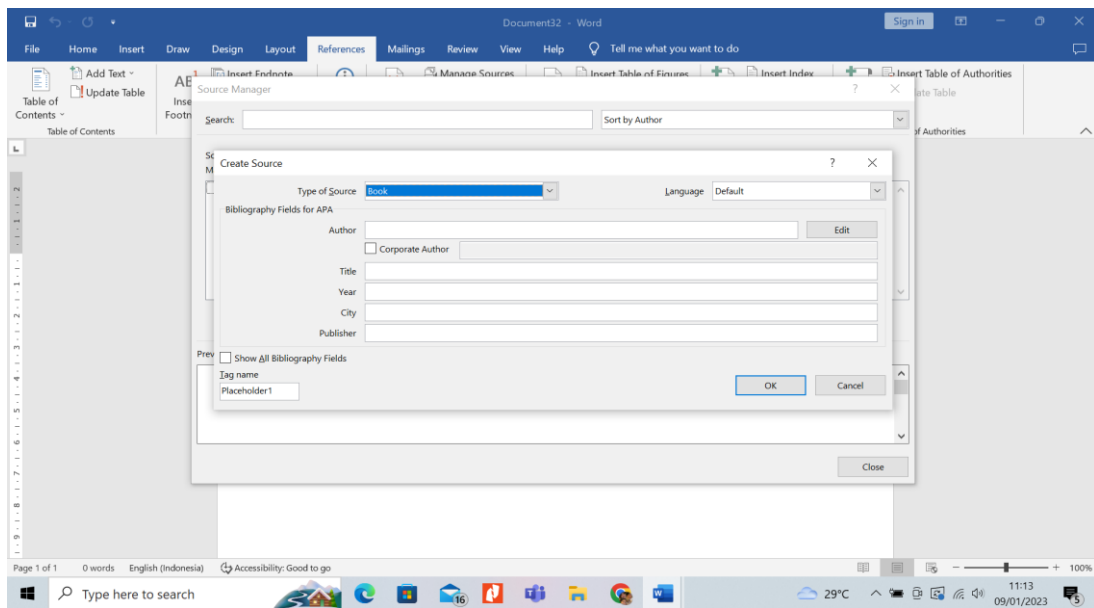 Document32 - Word
Sign in
File Home Insert Draw Design Layout References Mailings Review View Help Tell me what you want to do
Add Text
Update Table
Table of Contents
Insert Endnote
Manage Sources
Insert Table of Figures
Insert Index
Insert Table of Authorities
Table of Contents
Source Manager
Search:
Sort by Author
Create Source
Type of Source Book
Language Default
Bibliography Fields for APA
Author
Edit
Corporate Author
Title
Year
City
Publisher
Show All Bibliography Fields
Tag name
Placeholder1
OK Cancel
Close
Page 1 of 1 0 words English (Indonesia) Accessibility: Good to go 100%
Type here to search
16
29°C
11:13
09/01/2023
5